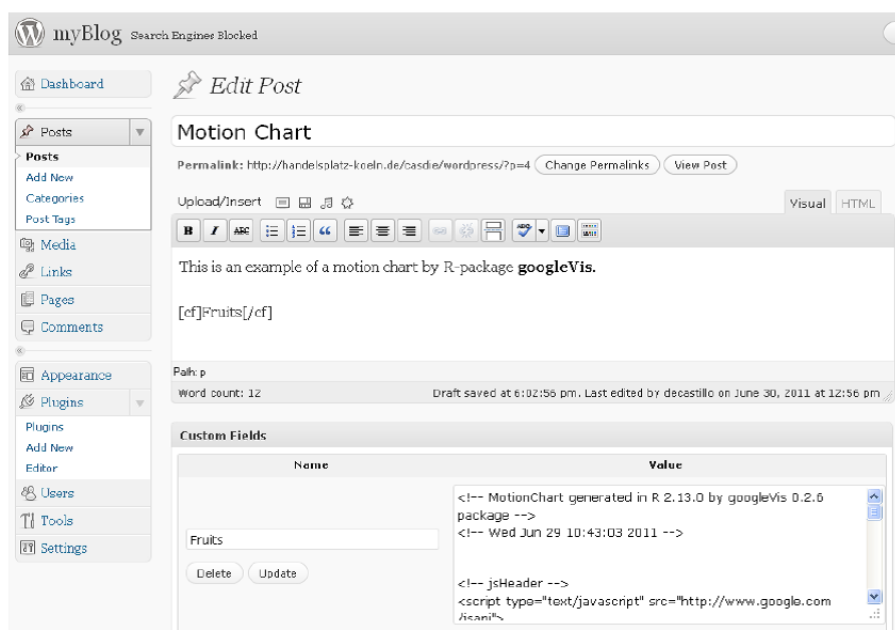 myBlog Search Engines Blocked
Dashboard
Posts
Posts
Add New
Categories
Post Tags
Media
Links
Pages
Comments
Appearance
Plugins
Plugins
Add New
Editor
Users
Tools
Settings
Edit Post
Motion Chart
Permalink: http://handelsplatz-koeln.de/casdie/wordpress/?p=4 Change Permalinks View Post
Upload/Insert
Visual HTML
B I ABC
This is an example of a motion chart by R-package googleVis.
[cf]Fruits[/cf]
Path: p
Word count: 12 Draft saved at 6:02:56 pm. Last edited by decastillo on June 30, 2011 at 12:56 pm
Custom Fields
Name Value
Fruits
Delete Update
<!-- MotionChart generated in R 2.13.0 by googleVis 0.2.6
package -->
<!-- Wed Jun 29 10:43:03 2011 -->
<!-- jsHeader -->
<script type="text/javascript" src="http://www.google.com
/jsapi">